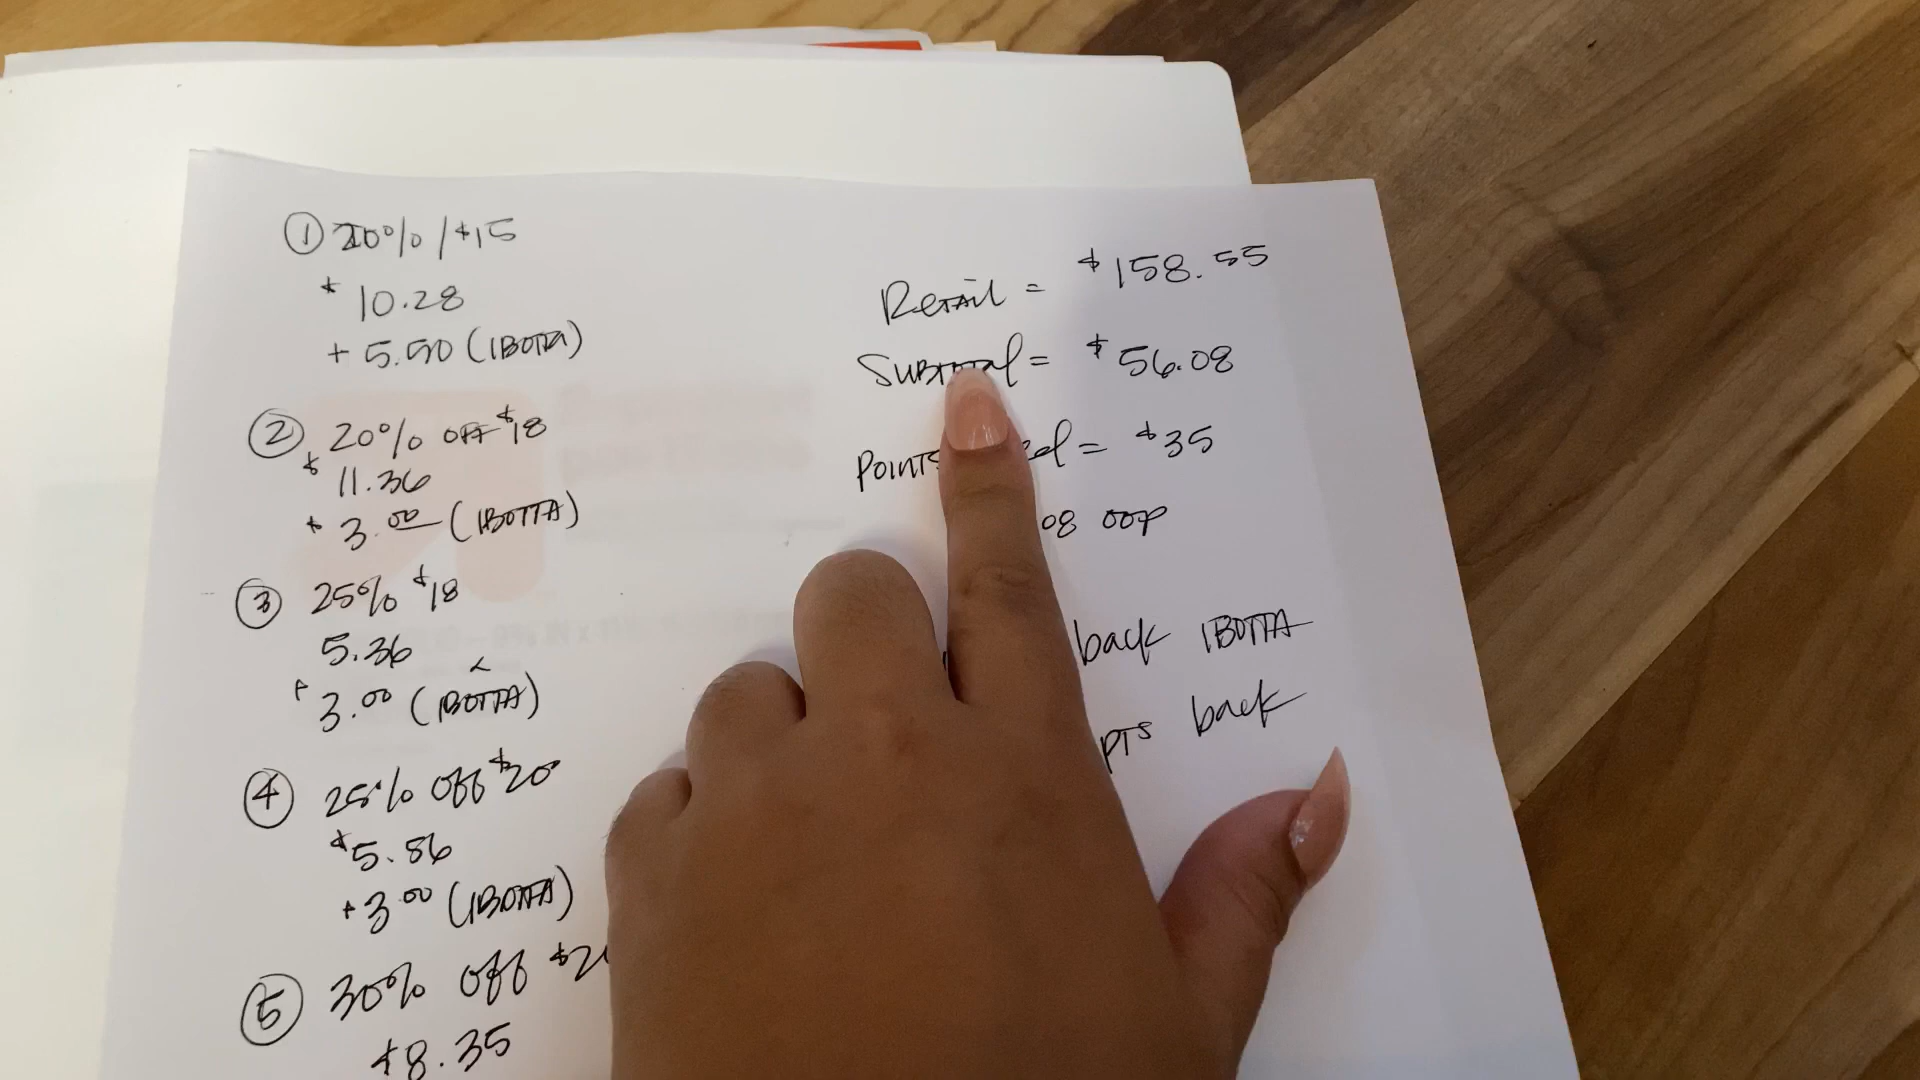 ① 20% / $15
$ 10.28
+ 5.50 (IBOTTA)
② 20% OFF $18
$ 11.36
+ 3.00 (IBOTTA)
③ 25% $18
5.36
+ 3.00 (IBOTTA)
④ 25% Off $20
$5.86
+ 3.00 (IBOTTA)
⑤ 30% off
$8.35
Retail = $158.55
Subtotal = $56.08
POINTS = $35
08 OOP
back IBOTTA
PTS back